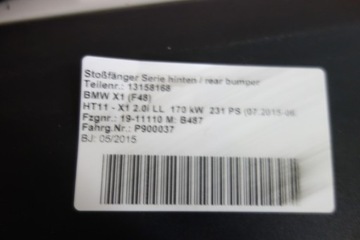 Stoßfänger Serie hinten / rear bumper
Teilenr.: 13158168
BMW X1 (F48)
HT11 - X1 2.0i LL 170 kW 231 PS (07.2015-06.
Fzgnr.: 19-11110 M: B487
Fahrg.Nr.: P900037
BJ: 05/2015